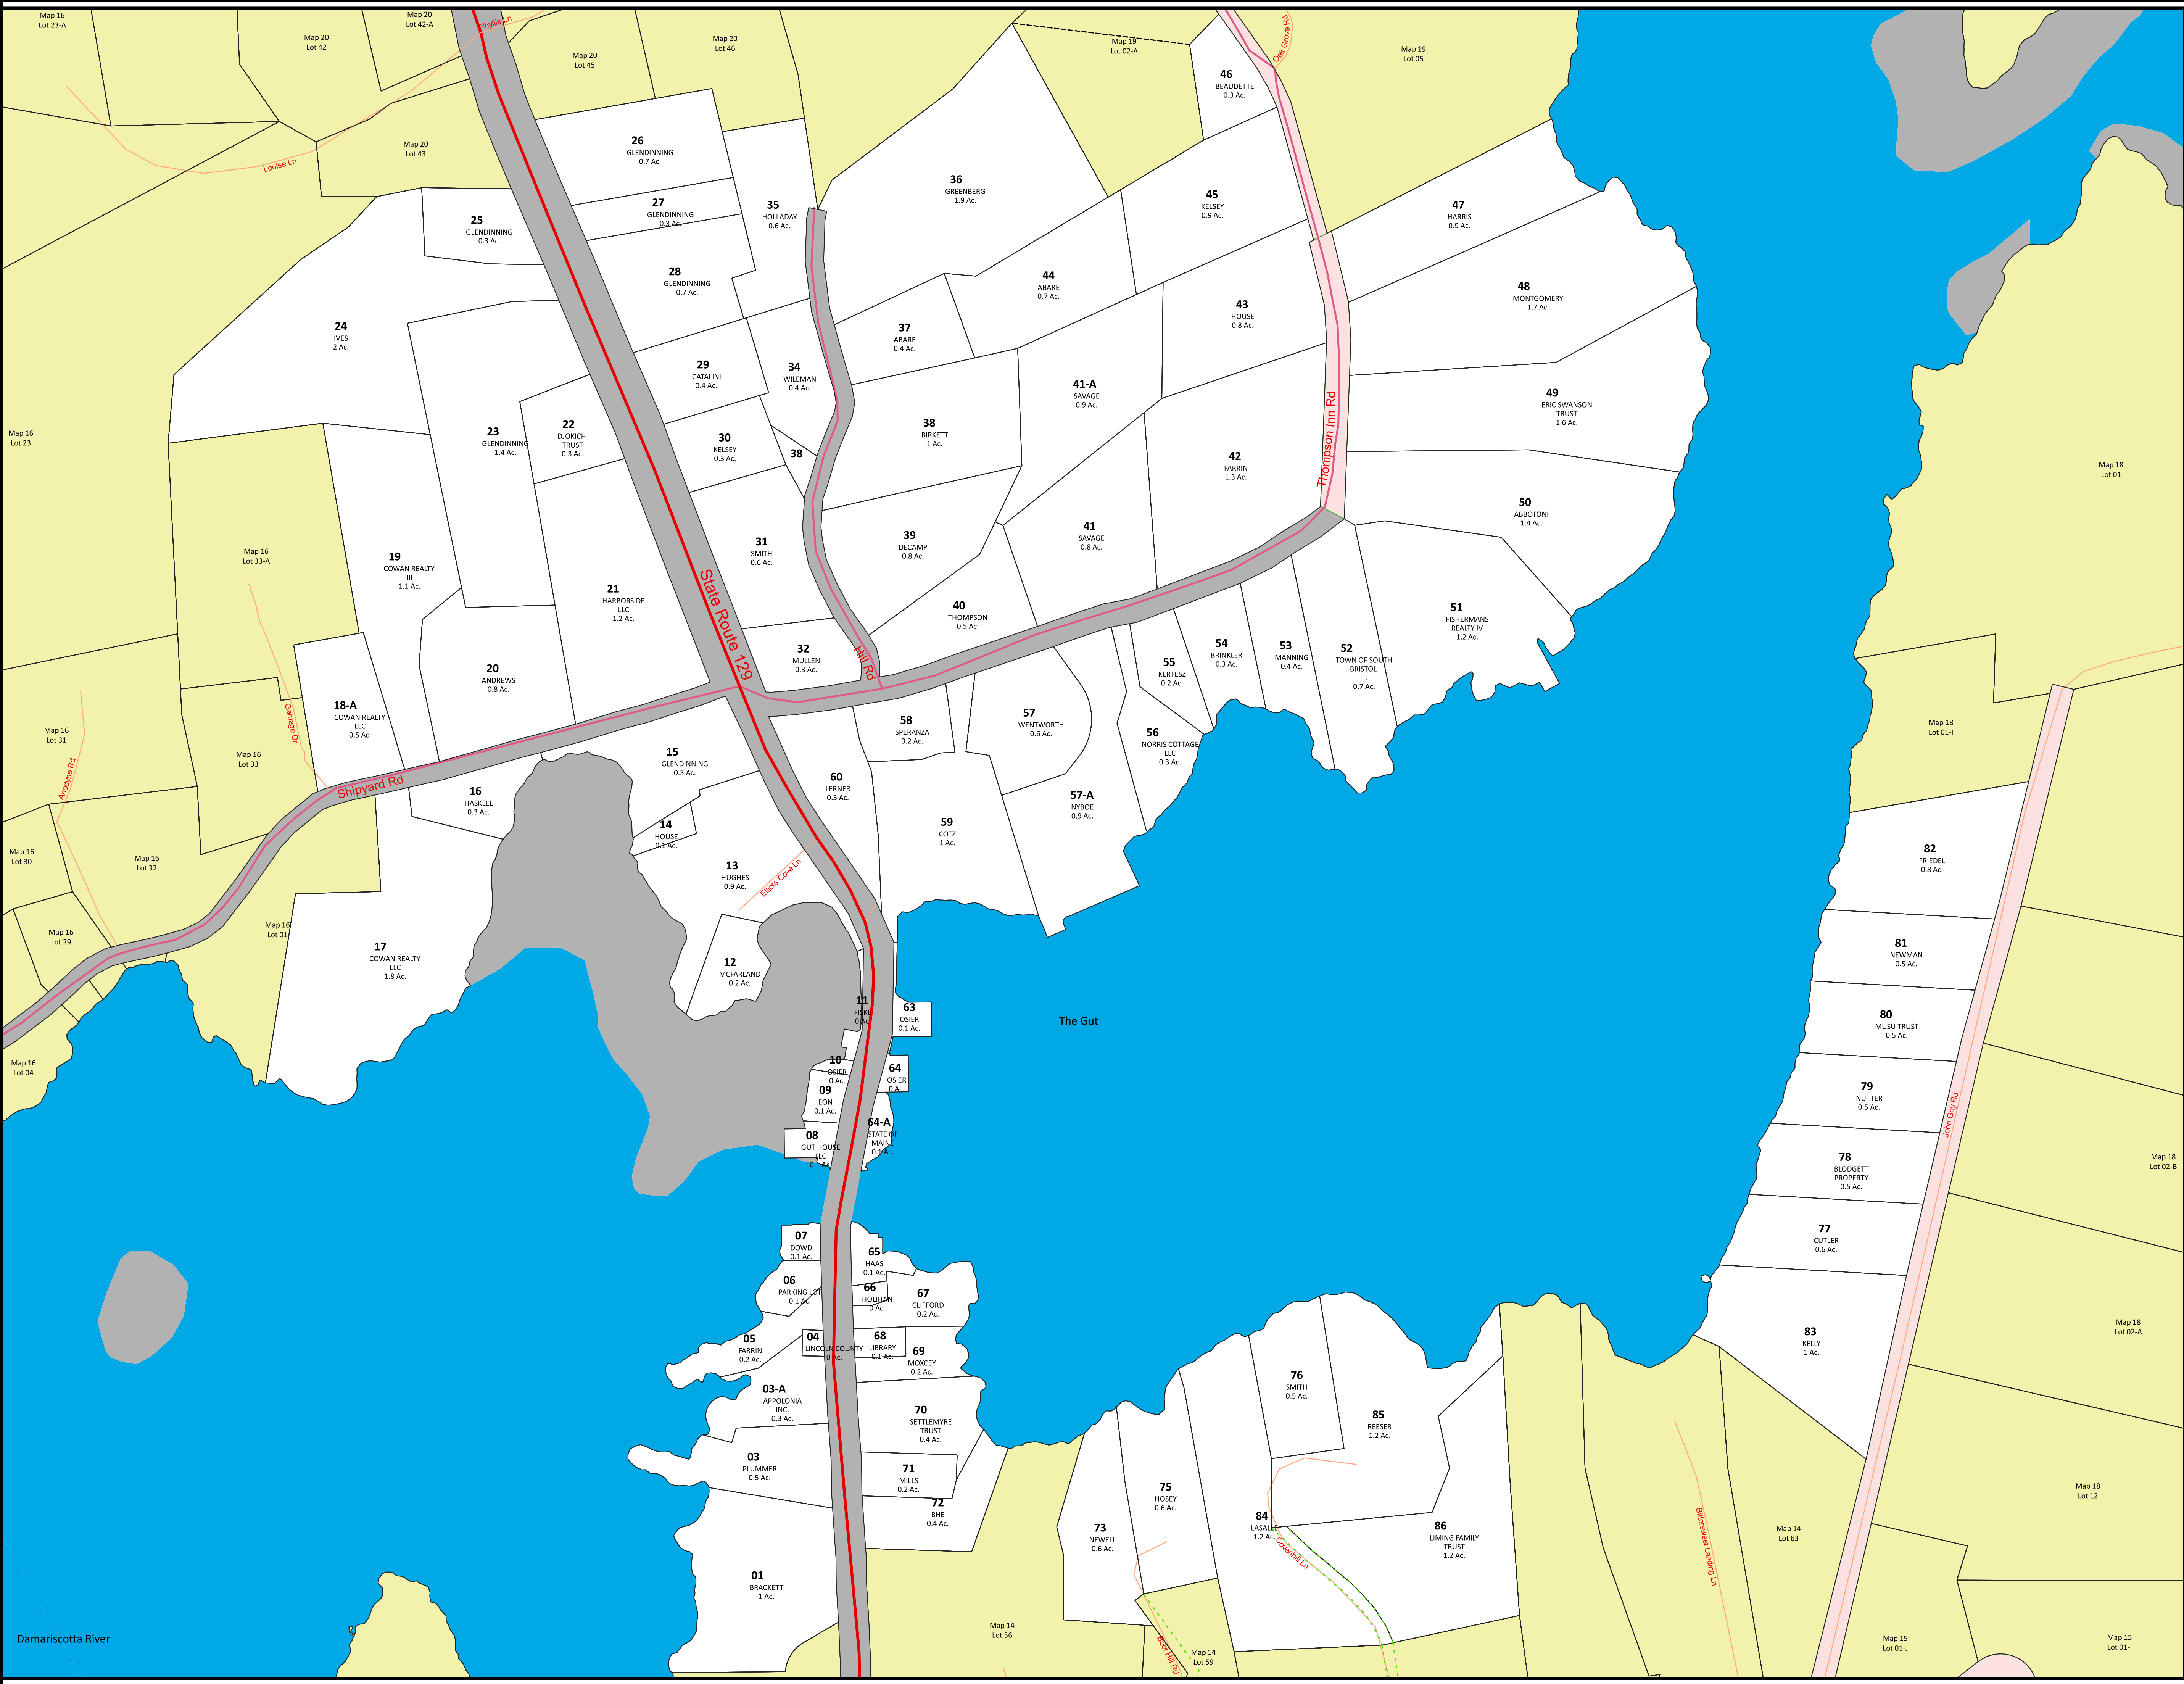 Map 16
Lot 23-A
Map 20
Lot 42
Map 20
Lot 42-A
Phyllis Ln
Map 20
Lot 45
Map 20
Lot 46
Map 19
Lot 02-A
Oak Grove Rd
Map 19
Lot 05
46
BEAUDETTE
0.3 Ac.
Map 20
Lot 43
Louise Ln
26
GLENDINNING
0.7 Ac.
27
GLENDINNING
0.3 Ac.
35
HOLLADAY
0.6 Ac.
36
GREENBERG
1.9 Ac.
45
KELSEY
0.9 Ac.
47
HARRIS
0.9 Ac.
25
GLENDINNING
0.3 Ac.
28
GLENDINNING
0.7 Ac.
44
ABARE
0.7 Ac.
43
HOUSE
0.8 Ac.
48
MONTGOMERY
1.7 Ac.
24
IVES
2 Ac.
37
ABARE
0.4 Ac.
29
CATALINI
0.4 Ac.
34
WILEMAN
0.4 Ac.
41-A
SAVAGE
0.9 Ac.
49
ERIC SWANSON
TRUST
1.6 Ac.
Map 16
Lot 23
23
GLENDINNING
1.4 Ac.
22
DJOKICH
TRUST
0.3 Ac.
30
KELSEY
0.3 Ac.
38
38
BIRKETT
1 Ac.
42
FARRIN
1.3 Ac.
Thompson Inn Rd
Map 18
Lot 01
50
ABBOTONI
1.4 Ac.
Map 16
Lot 33-A
19
COWAN REALTY
III
1.1 Ac.
31
SMITH
0.6 Ac.
39
DECAMP
0.8 Ac.
41
SAVAGE
0.8 Ac.
21
HARBORSIDE
LLC
1.2 Ac.
State Route 129
40
THOMPSON
0.5 Ac.
51
FISHERMANS
REALTY IV
1.2 Ac.
20
ANDREWS
0.8 Ac.
32
MULLEN
0.3 Ac.
Hill Rd
55
KERTESZ
0.2 Ac.
54
BRINKLER
0.3 Ac.
53
MANNING
0.4 Ac.
52
TOWN OF SOUTH
BRISTOL
,
0.7 Ac.
18-A
COWAN REALTY
LLC
0.5 Ac.
Gamage Dr
Map 16
Lot 31
Map 16
Lot 33
Anodyne Rd
Shipyard Rd
58
SPERANZA
0.2 Ac.
57
WENTWORTH
0.6 Ac.
56
NORRIS COTTAGE
LLC
0.3 Ac.
Map 18
Lot 01-I
15
GLENDINNING
0.5 Ac.
60
LERNER
0.5 Ac.
16
HASKELL
0.3 Ac.
57-A
NYBOE
0.9 Ac.
59
COTZ
1 Ac.
14
HOUSE
0.1 Ac.
Map 16
Lot 30
Map 16
Lot 32
13
HUGHES
0.9 Ac.
Elliots Cove Ln
82
FRIEDEL
0.8 Ac.
Map 16
Lot 29
Map 16
Lot 01
17
COWAN REALTY
LLC
1.8 Ac.
12
MCFARLAND
0.2 Ac.
81
NEWMAN
0.5 Ac.
11
FISKE
0 Ac.
63
OSIER
0.1 Ac.
The Gut
80
MUSU TRUST
0.5 Ac.
Map 16
Lot 04
10
OSIER
0 Ac.
64
OSIER
0 Ac.
09
EON
0.1 Ac.
79
NUTTER
0.5 Ac.
John Gay Rd
08
GUT HOUSE
LLC
0.1 Ac.
64-A
STATE OF
MAINE
0.1 Ac.
78
BLODGETT
PROPERTY
0.5 Ac.
Map 18
Lot 02-B
07
DOWD
0.1 Ac.
65
HAAS
0.1 Ac.
77
CUTLER
0.6 Ac.
06
PARKING LOT
0.1 Ac.
66
HOLIHAN
0 Ac.
67
CLIFFORD
0.2 Ac.
05
FARRIN
0.2 Ac.
04
LINCOLN COUNTY
0 Ac.
68
LIBRARY
0.1 Ac.
69
MOXCEY
0.2 Ac.
83
KELLY
1 Ac.
Map 18
Lot 02-A
03-A
APPOLONIA
INC.
0.3 Ac.
76
SMITH
0.5 Ac.
70
SETTLEMYRE
TRUST
0.4 Ac.
85
REESER
1.2 Ac.
03
PLUMMER
0.5 Ac.
71
MILLS
0.2 Ac.
72
BHE
0.4 Ac.
75
HOSEY
0.6 Ac.
Map 18
Lot 12
73
NEWELL
0.6 Ac.
84
LASALLE
1.2 Ac.
Covenhill Ln
86
LIMING FAMILY
TRUST
1.2 Ac.
Bittersweet Landing Ln
Map 14
Lot 63
01
BRACKETT
1 Ac.
Damariscotta River
Map 14
Lot 56
Boot Hill Rd
Map 14
Lot 59
Map 15
Lot 01-J
Map 15
Lot 01-I